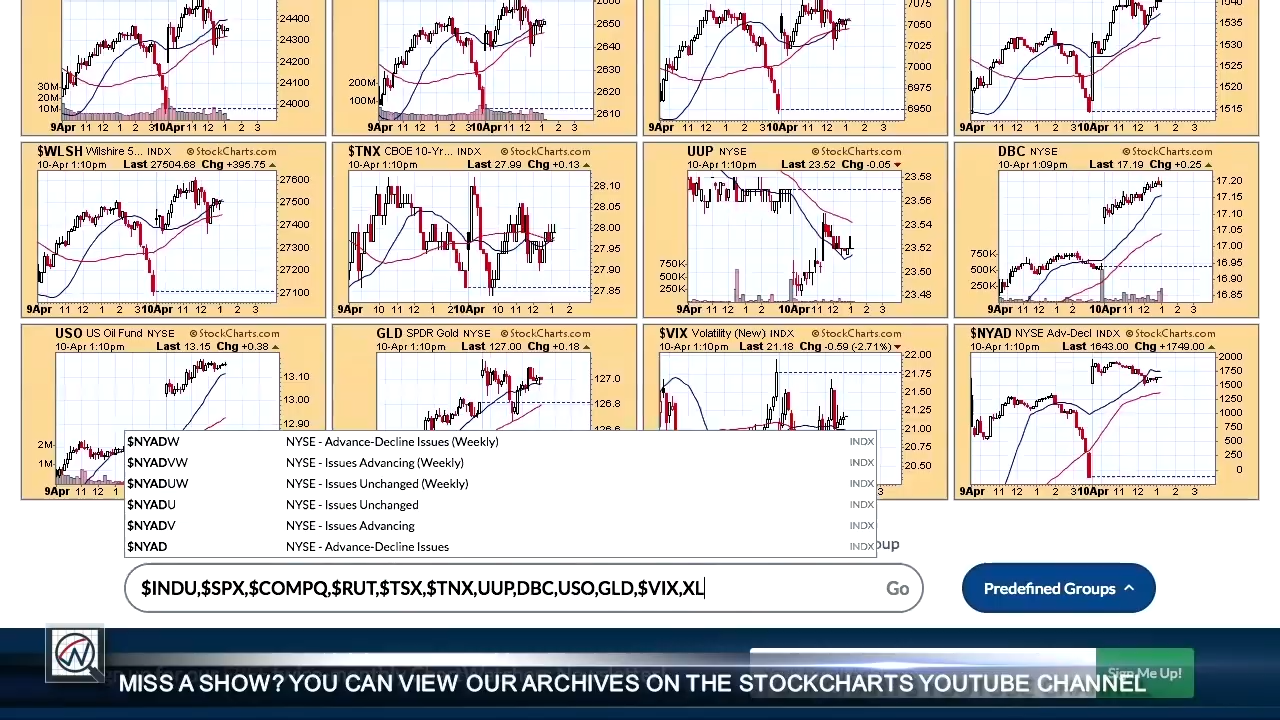 24400
24300
24200
24100
24000
30M
20M
10M
9Apr 11 12 1 2 3 10Apr 11 12 1 2 3
2650
2640
2630
2620
2610
200M
100M
9Apr 11 12 1 2 3 10Apr 11 12 1 2 3
7075
7050
7025
7000
6975
6950
9Apr 11 12 1 2 3 10Apr 11 12 1 2 3
1540
1535
1530
1525
1520
1515
9Apr 11 12 1 2 3 10Apr 11 12 1 2 3
$WLSH Wilshire 5... INDX © StockCharts.com
10-Apr 1:10pm Last 27504.68 Chg +395.75
27600
27500
27400
27300
27200
27100
9Apr 11 12 1 2 3 10Apr 11 12 1 2 3
$TNX CBOE 10-Yr... INDX © StockCharts.com
10-Apr 1:10pm Last 27.99 Chg +0.13
28.10
28.05
28.00
27.95
27.90
27.85
9Apr 10 11 12 1 2 10Apr 10 11 12 1 2
UUP NYSE © StockCharts.com
10-Apr 1:10pm Last 23.52 Chg -0.05
23.58
23.56
23.54
23.52
23.50
23.48
750K
500K
250K
9Apr 11 12 1 2 3 10Apr 11 12 1 2 3
DBC NYSE © StockCharts.com
10-Apr 1:09pm Last 17.19 Chg +0.25
17.20
17.15
17.10
17.05
17.00
16.95
16.90
16.85
750K
500K
250K
9Apr 11 12 1 2 3 10Apr 11 12 1 2 3
USO US Oil Fund NYSE © StockCharts.com
10-Apr 1:10pm Last 13.15 Chg +0.38
13.10
13.00
12.90
2M
1M
9Apr 11 12 1
GLD SPDR Gold NYSE © StockCharts.com
10-Apr 1:10pm Last 127.00 Chg +0.18
127.0
126.8
126.6
$VIX Volatility (New) INDX © StockCharts.com
10-Apr 1:10pm Last 21.18 Chg -0.59 (-2.71%)
22.00
21.75
21.50
21.25
21.00
20.75
20.50
2 3
$NYAD NYSE Adv-Decl INDX © StockCharts.com
10-Apr 1:10pm Last 1643.00 Chg +1749.00
2000
1750
1500
1250
1000
750
500
250
0
9Apr 11 12 1 2 3 10Apr 11 12 1 2 3
$NYADW NYSE - Advance-Decline Issues (Weekly) INDX
$NYADVW NYSE - Issues Advancing (Weekly) INDX
$NYADUW NYSE - Issues Unchanged (Weekly) INDX
$NYADU NYSE - Issues Unchanged INDX
$NYADV NYSE - Issues Advancing INDX
$NYAD NYSE - Advance-Decline Issues INDX
oup
$INDU,$SPX,$COMPQ,$RUT,$TSX,$TNX,UUP,DBC,USO,GLD,$VIX,XL Go
Predefined Groups
Sign Me Up!
MISS A SHOW? YOU CAN VIEW OUR ARCHIVES ON THE STOCKCHARTS YOUTUBE CHANNEL